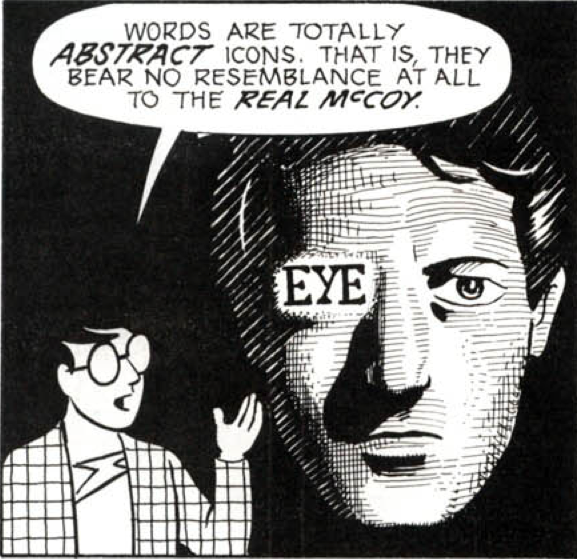 WORDS ARE TOTALLY
ABSTRACT ICONS. THAT IS, THEY
BEAR NO RESEMBLANCE AT ALL
TO THE REAL McCOY.
EYE